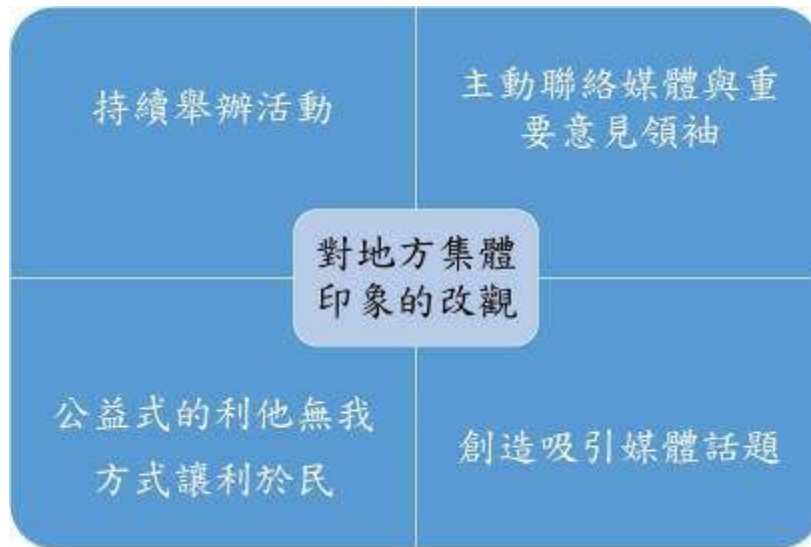 持續舉辦活動
主動聯絡媒體與重
要意見領袖
對地方集體
印象的改觀
公益式的利他無我
方式讓利於民
創造吸引媒體話題